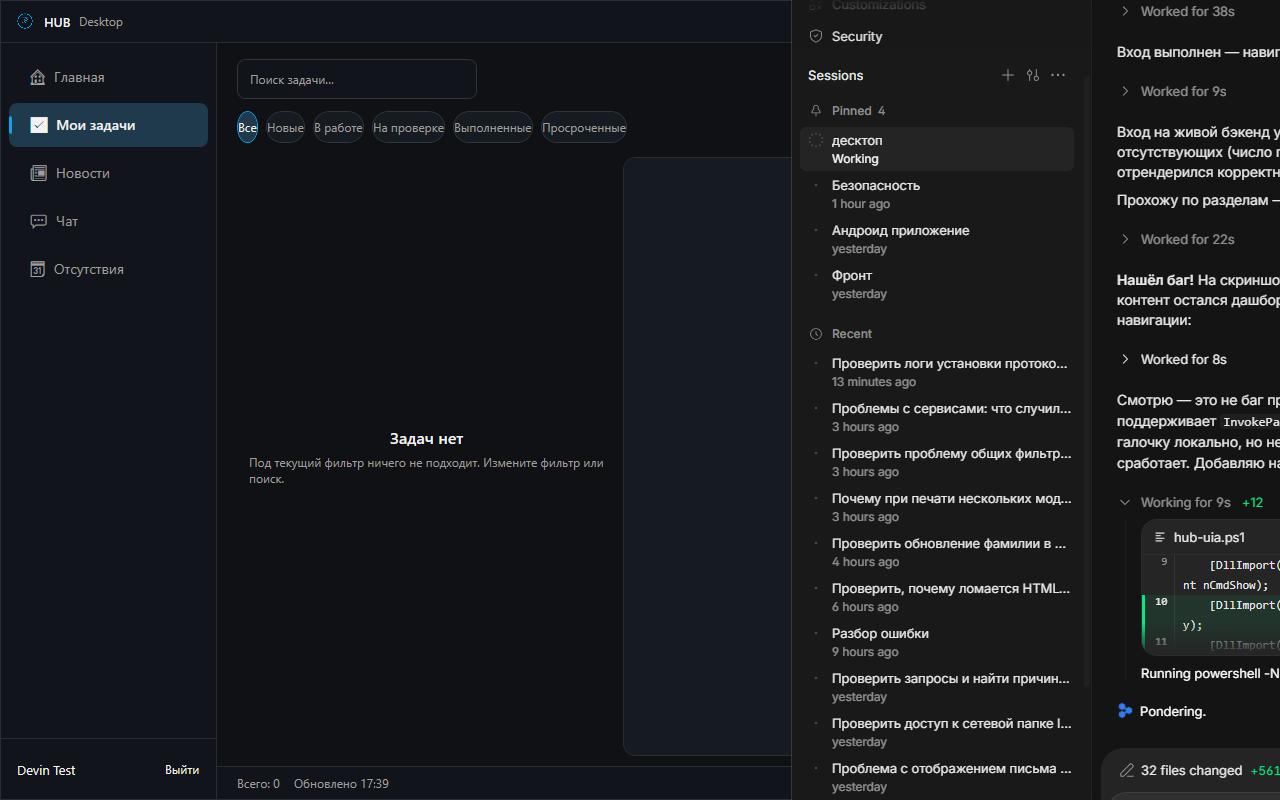 HUB Desktop
Главная
Мои задачи
Новости
Чат
31 Отсутствия
Поиск задачи...
Все Новые В работе На проверке Выполненные Просроченные
Задач нет
Под текущий фильтр ничего не подходит. Измените фильтр или
поиск.
Devin Test Выйти
Всего: 0 Обновлено 17:39
Customizations
Security
Sessions
Pinned 4
десктоп
Working
Безопасность
1 hour ago
Андроид приложение
yesterday
Фронт
yesterday
Recent
Проверить логи установки протоко...
13 minutes ago
Проблемы с сервисами: что случил...
3 hours ago
Проверить проблему общих фильтр...
3 hours ago
Почему при печати нескольких мод...
3 hours ago
Проверить обновление фамилии в ...
4 hours ago
Проверить, почему ломается HTML...
6 hours ago
Разбор ошибки
9 hours ago
Проверить запросы и найти причин...
yesterday
Проверить доступ к сетевой папке I...
yesterday
Проблема с отображением письма ...
yesterday
Worked for 38s
Вход выполнен — навиг
Worked for 9s
Вход на живой бэкенд у
отсутствующих (число п
отрендерился корректн
Прохожу по разделам —
Worked for 22s
Нашёл баг! На скриншо
контент остался дашбор
навигации:
Worked for 8s
Смотрю — это не баг пр
поддерживает InvokePa
галочку локально, но не
сработает. Добавляю на
Working for 9s +12
hub-uia.ps1
9 [DllImport(
nt nCmdShow);
10 [DllImport(
y);
11 [DllImport(
Running powershell -N
Pondering.
32 files changed +561